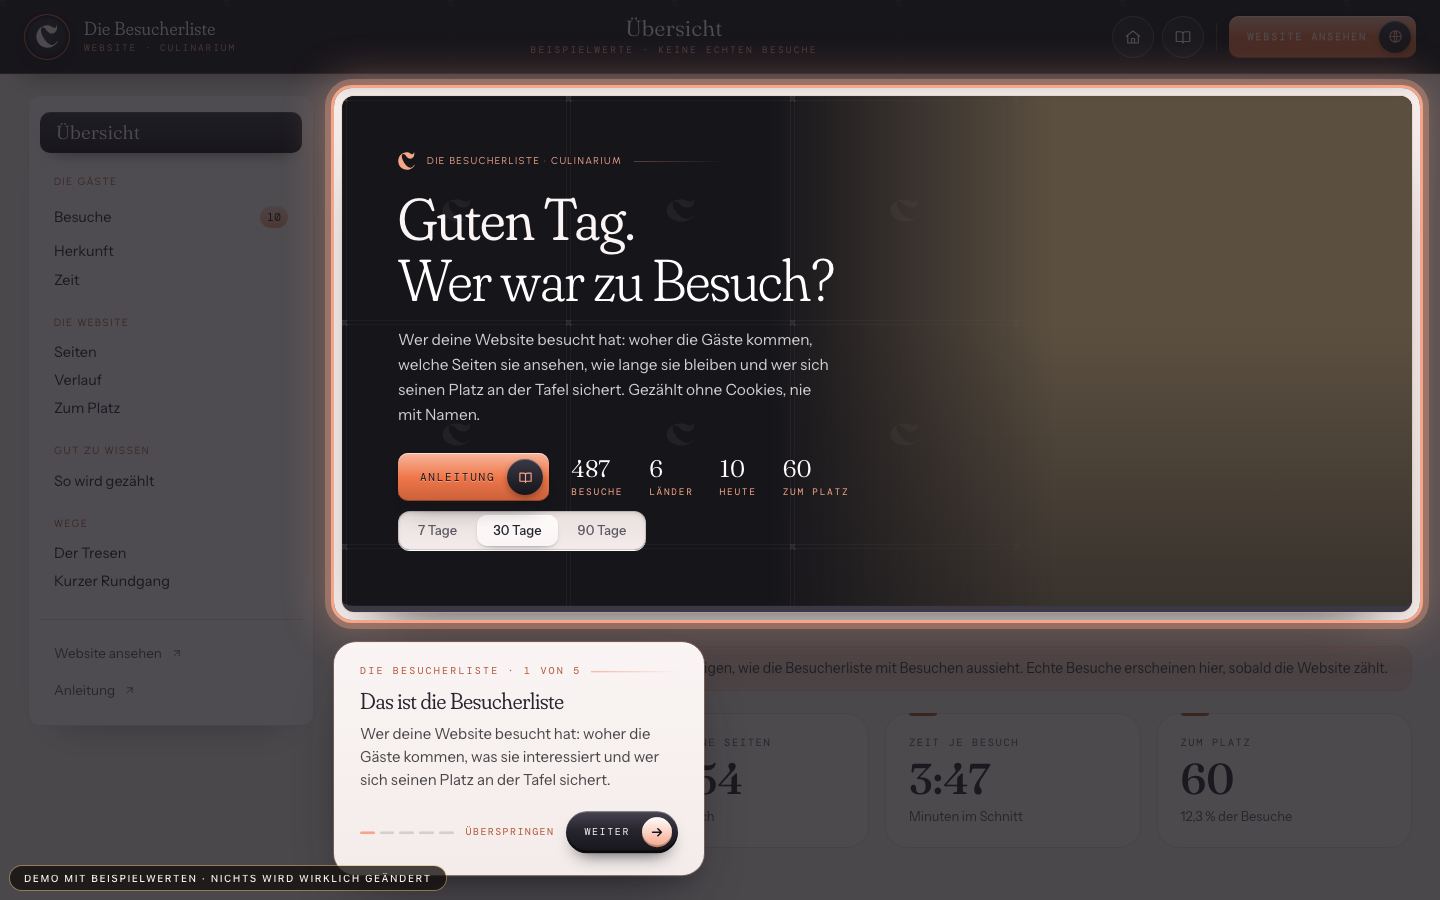 Die Besucherliste
WEBSITE · CULINARIUM
Übersicht
BEISPIELWERTE · KEINE ECHTEN BESUCHE
WEBSITE ANSEHEN
Übersicht
DIE GÄSTE
Besuche 10
Herkunft
Zeit
DIE WEBSITE
Seiten
Verlauf
Zum Platz
GUT ZU WISSEN
So wird gezählt
WEGE
Der Tresen
Kurzer Rundgang
Website ansehen
Anleitung
DIE BESUCHERLISTE · CULINARIUM
Guten Tag.
Wer war zu Besuch?
Wer deine Website besucht hat: woher die Gäste kommen,
welche Seiten sie ansehen, wie lange sie bleiben und wer sich
seinen Platz an der Tafel sichert. Gezählt ohne Cookies, nie
mit Namen.
ANLEITUNG
487 6 10 60
BESUCHE LÄNDER HEUTE ZUM PLATZ
7 Tage 30 Tage 90 Tage
DIE BESUCHERLISTE · 1 VON 5
Das ist die Besucherliste
Wer deine Website besucht hat: woher die
Gäste kommen, was sie interessiert und wer
sich seinen Platz an der Tafel sichert.
ÜBERSPRINGEN
WEITER
wie die Besucherliste mit Besuchen aussieht. Echte Besuche erscheinen hier, sobald die Website zählt.
SEITEN
ZEIT JE BESUCH
3:47
Minuten im Schnitt
ZUM PLATZ
60
12,3 % der Besuche
DEMO MIT BEISPIELWERTEN · NICHTS WIRD WIRKLICH GEÄNDERT